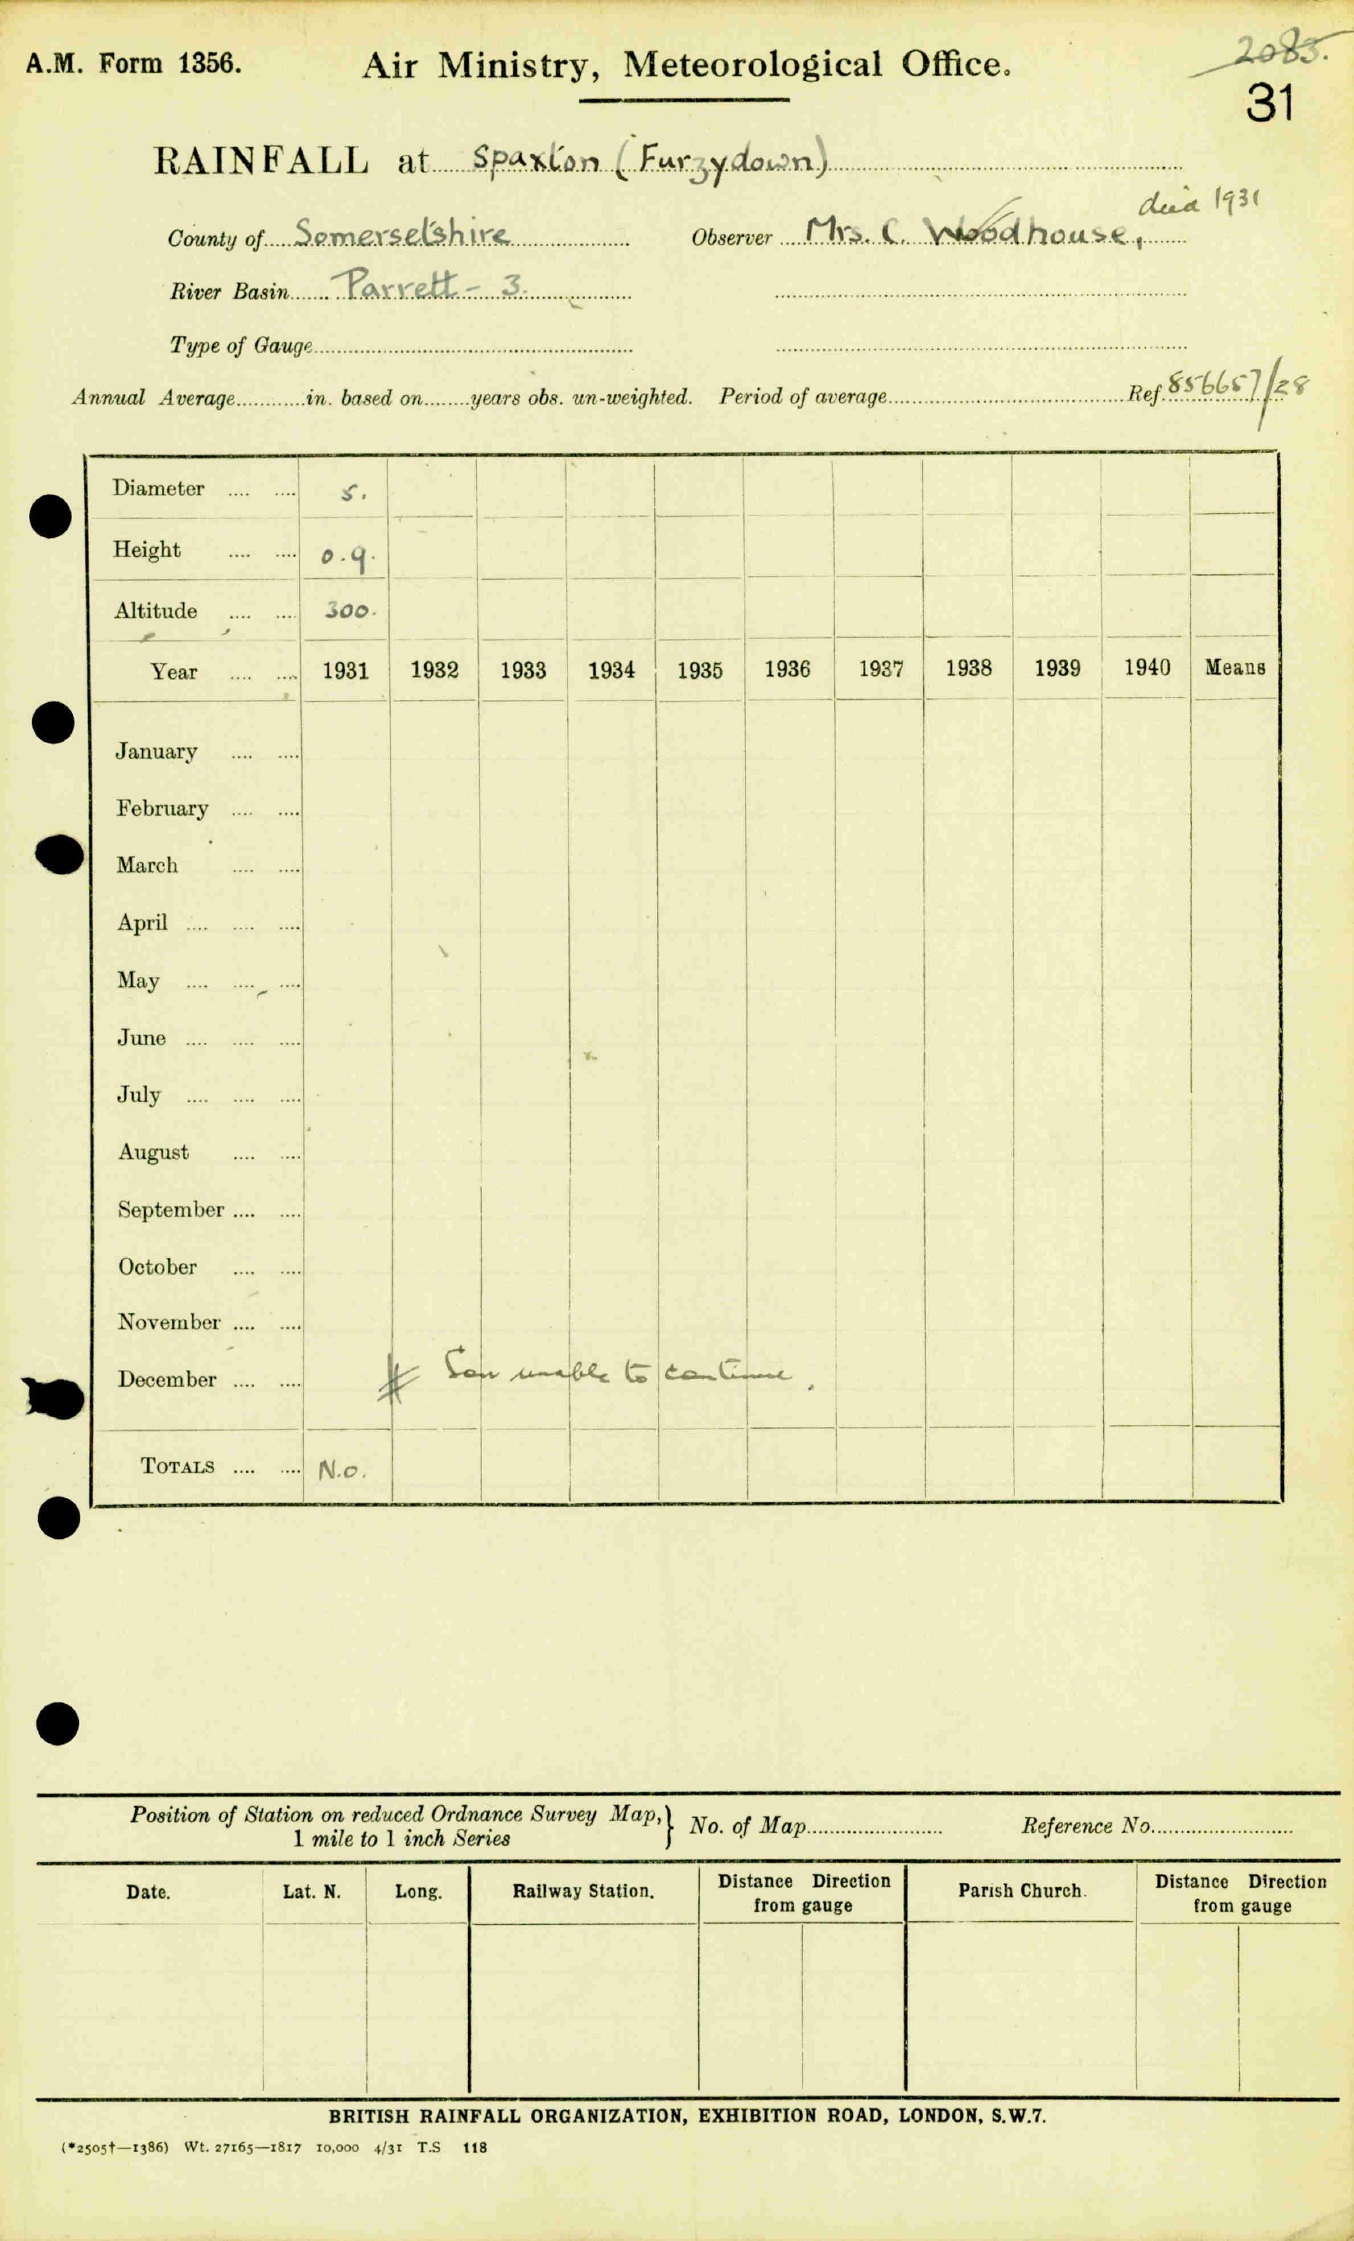 A.M. Form 1356.
Air Ministry, Meteorological Office.
2085.
31
RAINFALL at Spaxton (Furzydown)
County of Somersetshire
Observer Mrs. C. Woodhouse, died 1931
River Basin Parrett - 3.
Type of Gauge
Annual Average in. based on years obs. un-weighted. Period of average Ref. 856657/28
Diameter 5.
Height 0.9.
Altitude 300.
Year 1931 1932 1933 1934 1935 1936 1937 1938 1939 1940 Means
January
February
March
April
May
June
July
August
September
October
November
December Son unable to continue.
TOTALS N.O.
Position of Station on reduced Ordnance Survey Map,
1 mile to 1 inch Series
No. of Map
Reference No.
Date. Lat. N. Long. Railway Station. Distance Direction from gauge Parish Church. Distance Direction from gauge
BRITISH RAINFALL ORGANIZATION, EXHIBITION ROAD, LONDON, S.W.7.
(*2505†—1386) Wt. 27165—1817 10,000 4/31 T.S 118